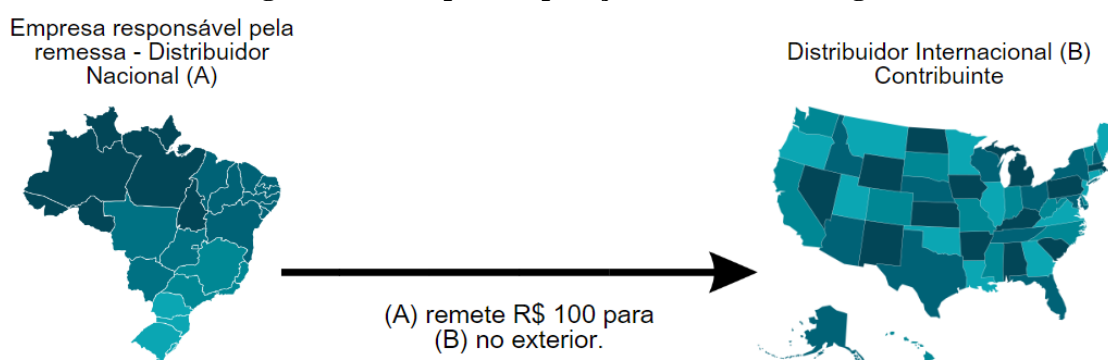 Empresa responsável pela
remessa - Distribuidor
Nacional (A)
Distribuidor Internacional (B)
Contribuinte
(A) remete R$ 100 para
(B) no exterior.